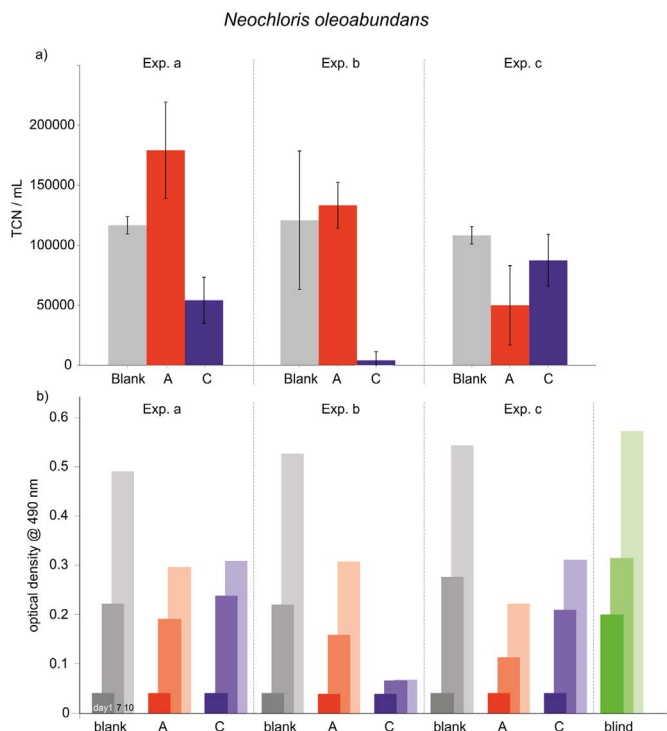 Neochloris oleoabundans
a)
Exp. a Exp. b Exp. c
TCN / mL
200000
150000
100000
50000
0
Blank A C Blank A C Blank A C
b)
Exp. a Exp. b Exp. c
optical density @ 490 nm
0.6
0.5
0.4
0.3
0.2
0.1
0
day1 7 10
blank A C blank A C blank A C blind